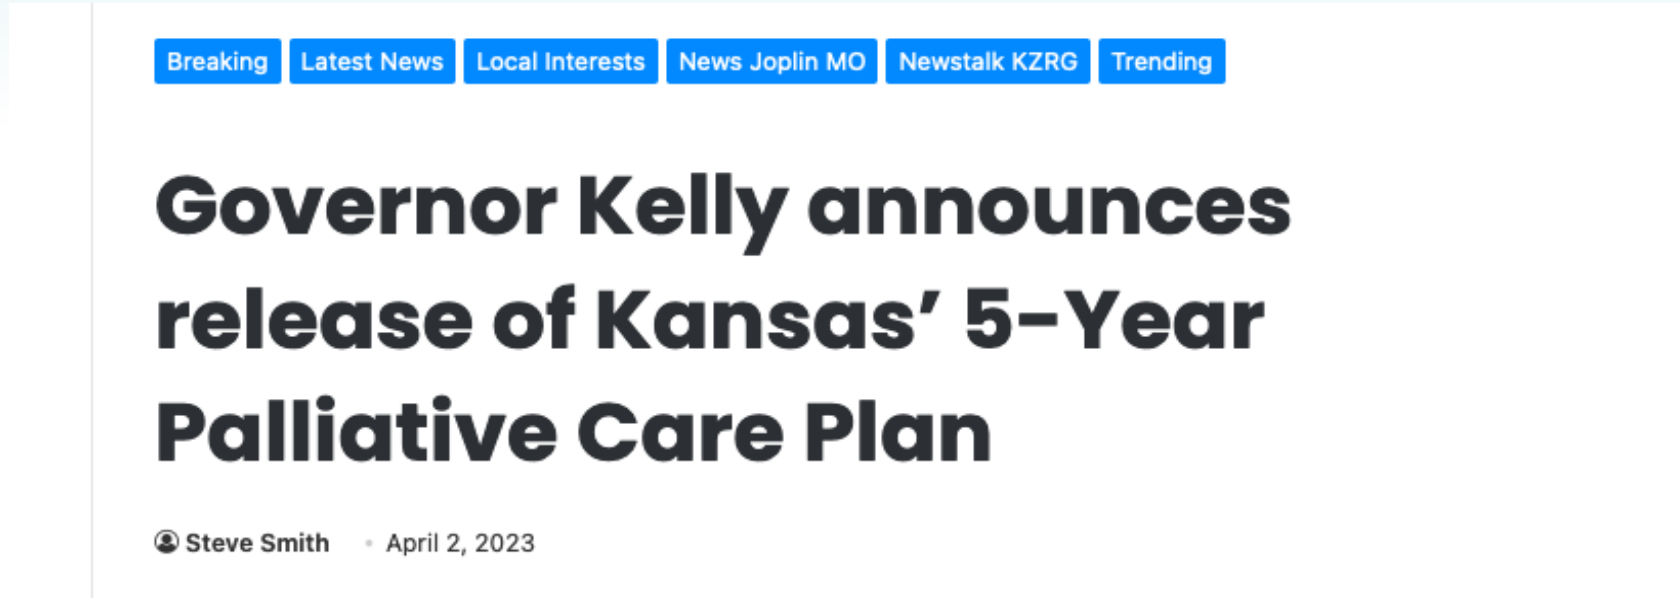 Breaking Latest News Local Interests News Joplin MO Newstalk KZRG Trending
Governor Kelly announces
release of Kansas’ 5-Year
Palliative Care Plan
Steve Smith • April 2, 2023